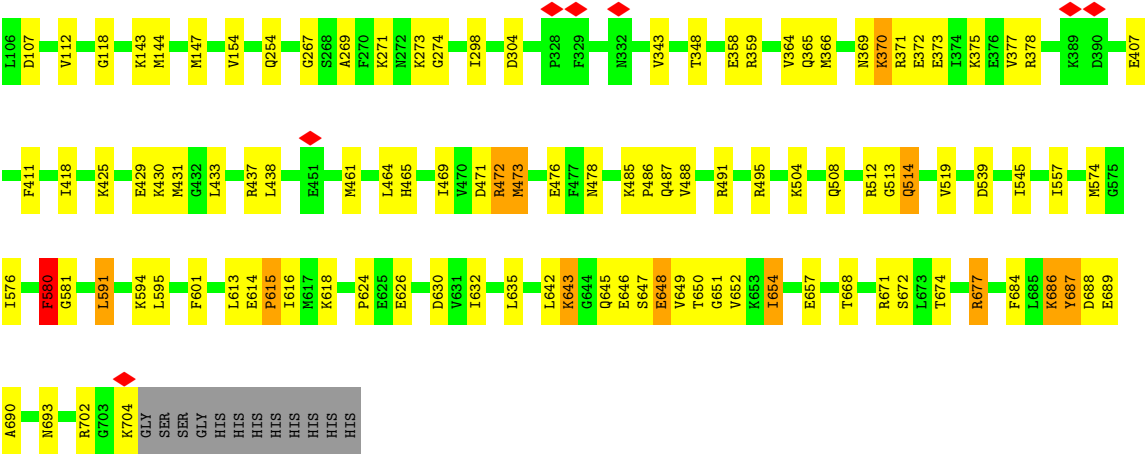 L106 D107 V112 G118 K143 M144 M147 V154 Q254 G267 S268 A269 F270 K271 N272 K273 G274 I298 D304 P328 F329 N332 V343 T348 E358 R359 V364 Q365 M366 N369 K370 R371 E372 E373 I374 K375 E376 V377 R378 K389 D390 E407
F411 I418 K425 E429 K430 M431 G432 L433 R437 L438 E451 M461 L464 H465 I469 V470 D471 R472 M473 E476 F477 N478 K485 P486 Q487 V488 R491 R495 K504 Q508 R512 G513 Q514 V519 D539 I545 I557 M574 G575
I576 F580 G581 L591 K594 L595 F601 L613 E614 P615 I616 M617 K618 P624 E625 E626 D630 V631 I632 L635 L642 K643 G644 Q645 E646 S647 E648 V649 T650 G651 V652 K653 I654 E657 T668 R671 S672 L673 T674 R677 F684 L685 K686 Y687 D688 E689
A690 N693 R702 G703 K704 GLY SER SER GLY HIS HIS HIS HIS HIS HIS HIS HIS